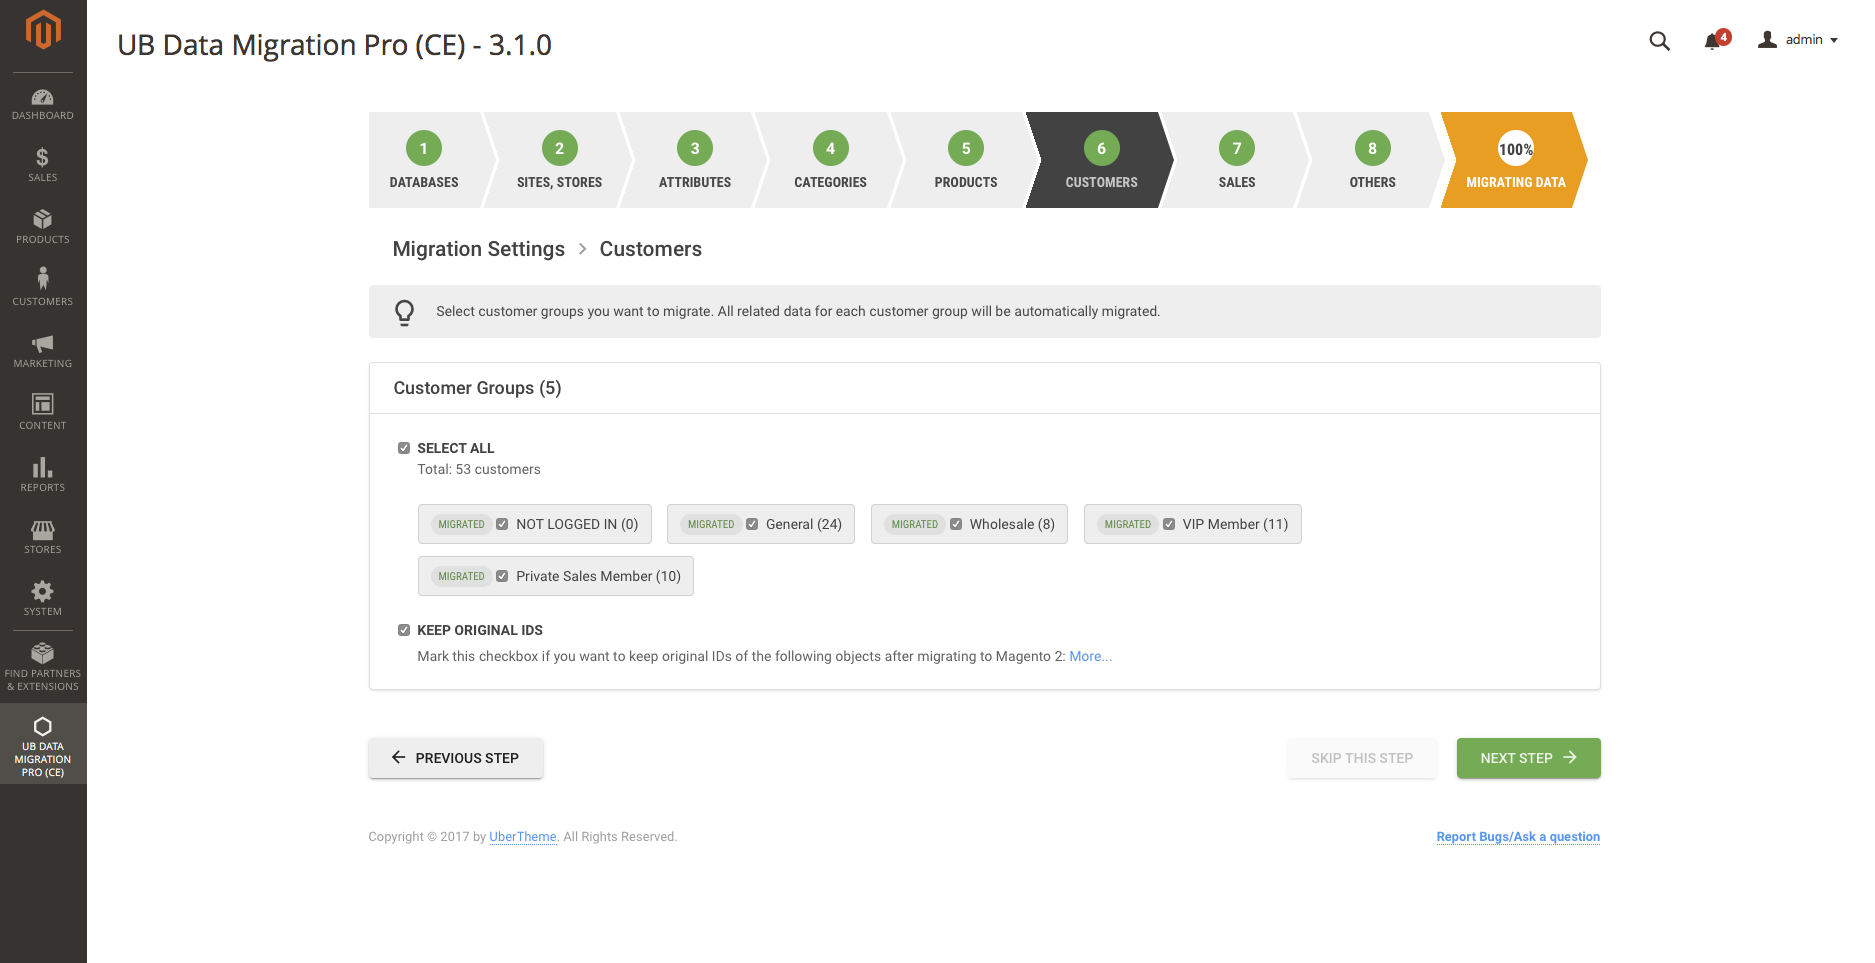 UB Data Migration Pro (CE) - 3.1.0
4
admin
DASHBOARD
SALES
PRODUCTS
CUSTOMERS
MARKETING
CONTENT
REPORTS
STORES
SYSTEM
FIND PARTNERS
& EXTENSIONS
UB DATA
MIGRATION
PRO (CE)
1 2 3 4 5 6 7 8 100%
DATABASES SITES, STORES ATTRIBUTES CATEGORIES PRODUCTS CUSTOMERS SALES OTHERS MIGRATING DATA
Migration Settings > Customers
Select customer groups you want to migrate. All related data for each customer group will be automatically migrated.
Customer Groups (5)
SELECT ALL
Total: 53 customers
MIGRATED NOT LOGGED IN (0) MIGRATED General (24) MIGRATED Wholesale (8) MIGRATED VIP Member (11)
MIGRATED Private Sales Member (10)
KEEP ORIGINAL IDS
Mark this checkbox if you want to keep original IDs of the following objects after migrating to Magento 2: More...
PREVIOUS STEP SKIP THIS STEP NEXT STEP
Copyright © 2017 by UberTheme. All Rights Reserved. Report Bugs/Ask a question